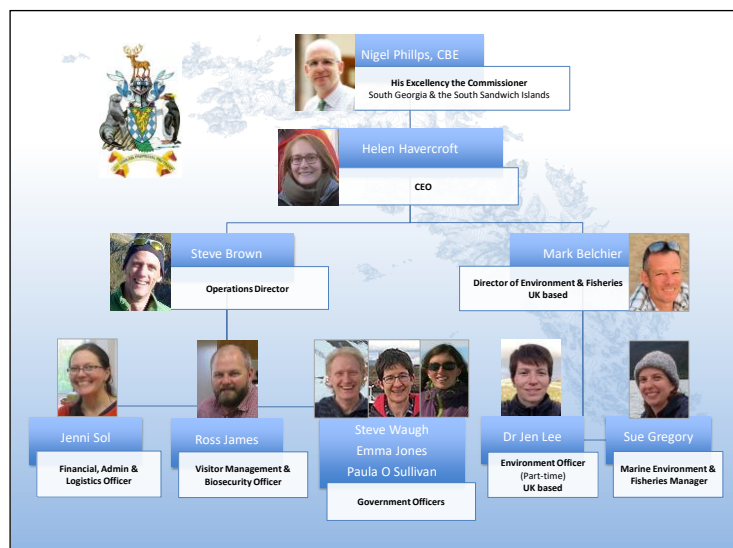 Nigel Phillps, CBE
His Excellency the Commissioner
South Georgia & the South Sandwich Islands
Helen Havercroft
CEO
Steve Brown
Operations Director
Mark Belchier
Director of Environment & Fisheries
UK based
Jenni Sol
Financial, Admin &
Logistics Officer
Ross James
Visitor Management &
Biosecurity Officer
Steve Waugh
Emma Jones
Paula O Sullivan
Government Officers
Dr Jen Lee
Environment Officer
(Part-time)
UK based
Sue Gregory
Marine Environment &
Fisheries Manager